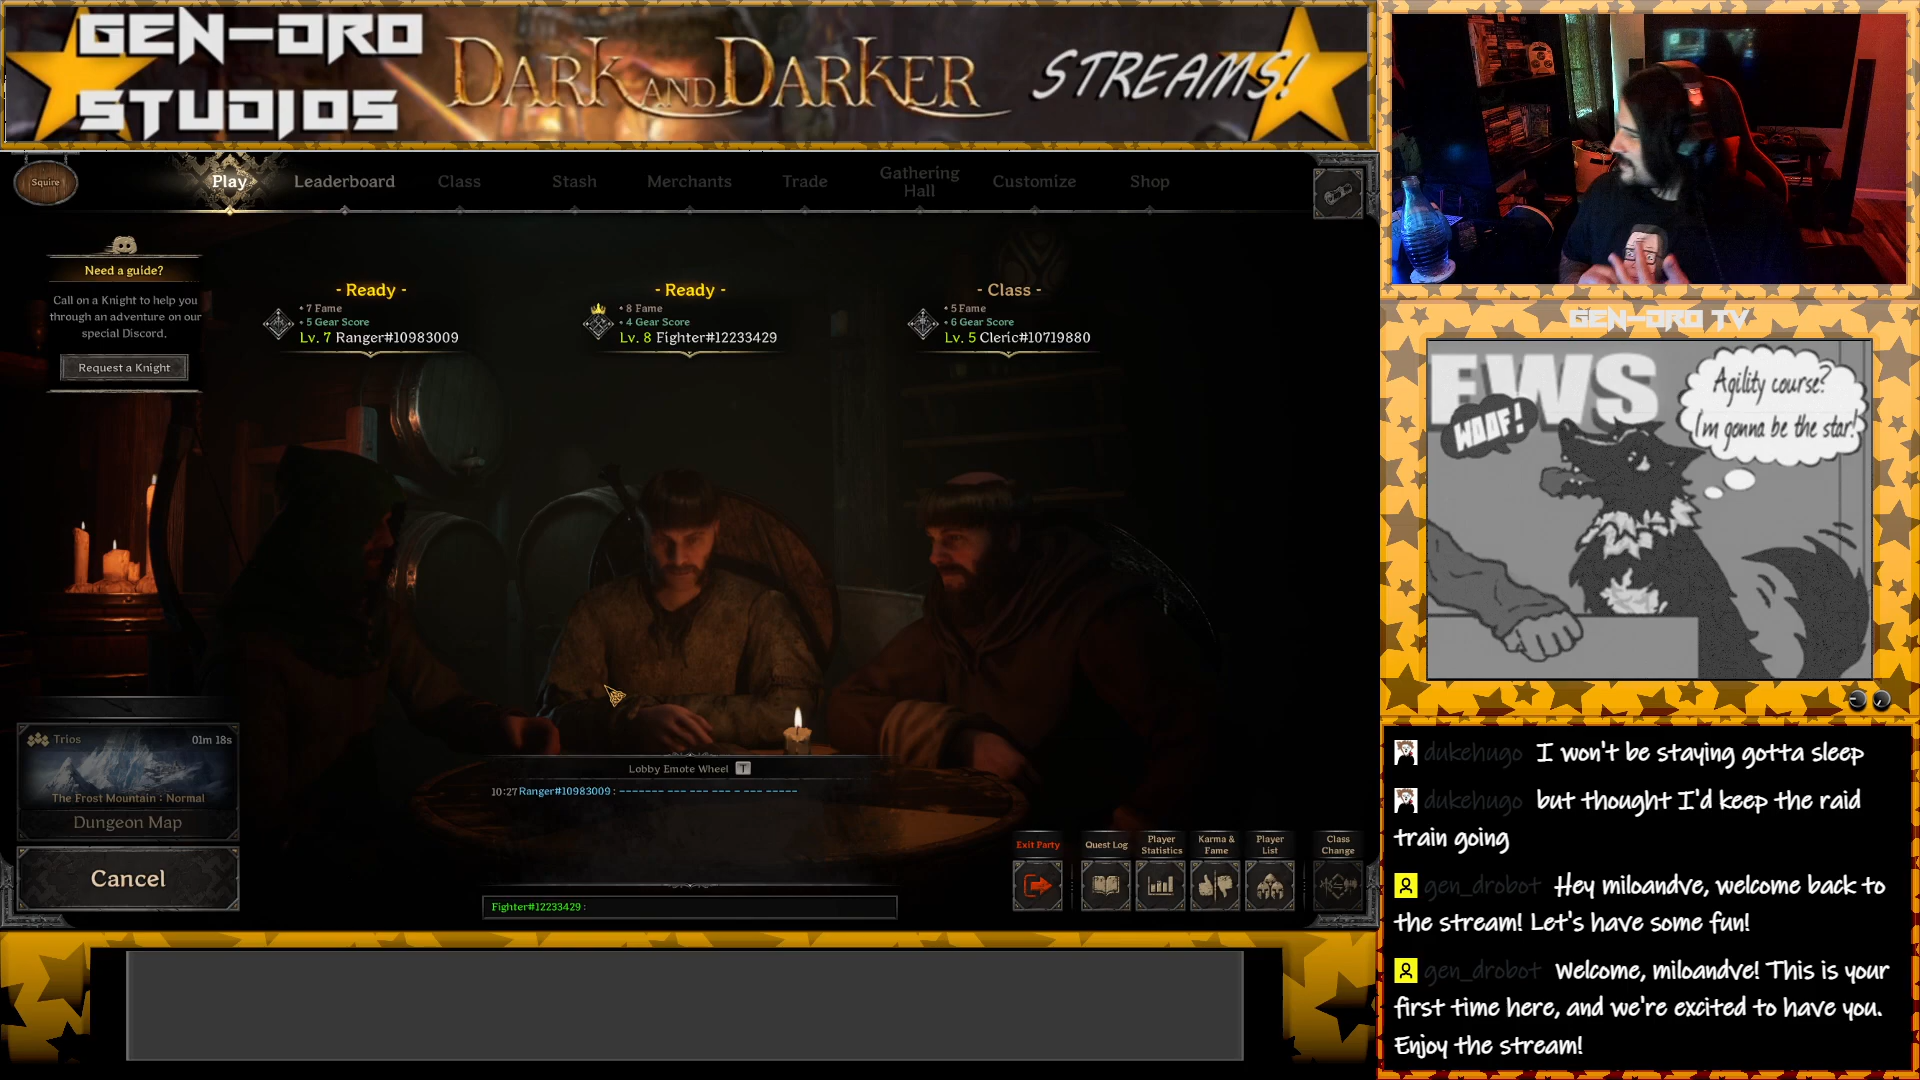 GEN-DRO
STUDIOS
DARK AND DARKER
STREAMS!
Squire
Play
Leaderboard
Class
Stash
Merchants
Trade
Gathering
Hall
Customize
Shop
Need a guide?
Call on a Knight to help you
through an adventure on our
special Discord.
Request a Knight
- Ready -
• 7 Fame
• 5 Gear Score
Lv. 7 Ranger#10983009
- Ready -
• 8 Fame
• 4 Gear Score
Lv. 8 Fighter#12233429
- Class -
• 5 Fame
• 6 Gear Score
Lv. 5 Cleric#10719880
Trios
01m 18s
The Frost Mountain : Normal
Dungeon Map
Cancel
Lobby Emote Wheel T
10:27 Ranger#10983009 : ------- --- --- --- - --- -----
Fighter#12233429 :
Exit Party
Quest Log
Player
Statistics
Karma &
Fame
Player
List
Class
Change
GEN-DRO TV
EWS
WOOF!
Agility course?
I'm gonna be the star!
dukehugo I won't be staying gotta sleep
dukehugo but thought I'd keep the raid
train going
gen_drobot Hey miloandve, welcome back to
the stream! Let's have some fun!
gen_drobot Welcome, miloandve! This is your
first time here, and we're excited to have you.
Enjoy the stream!